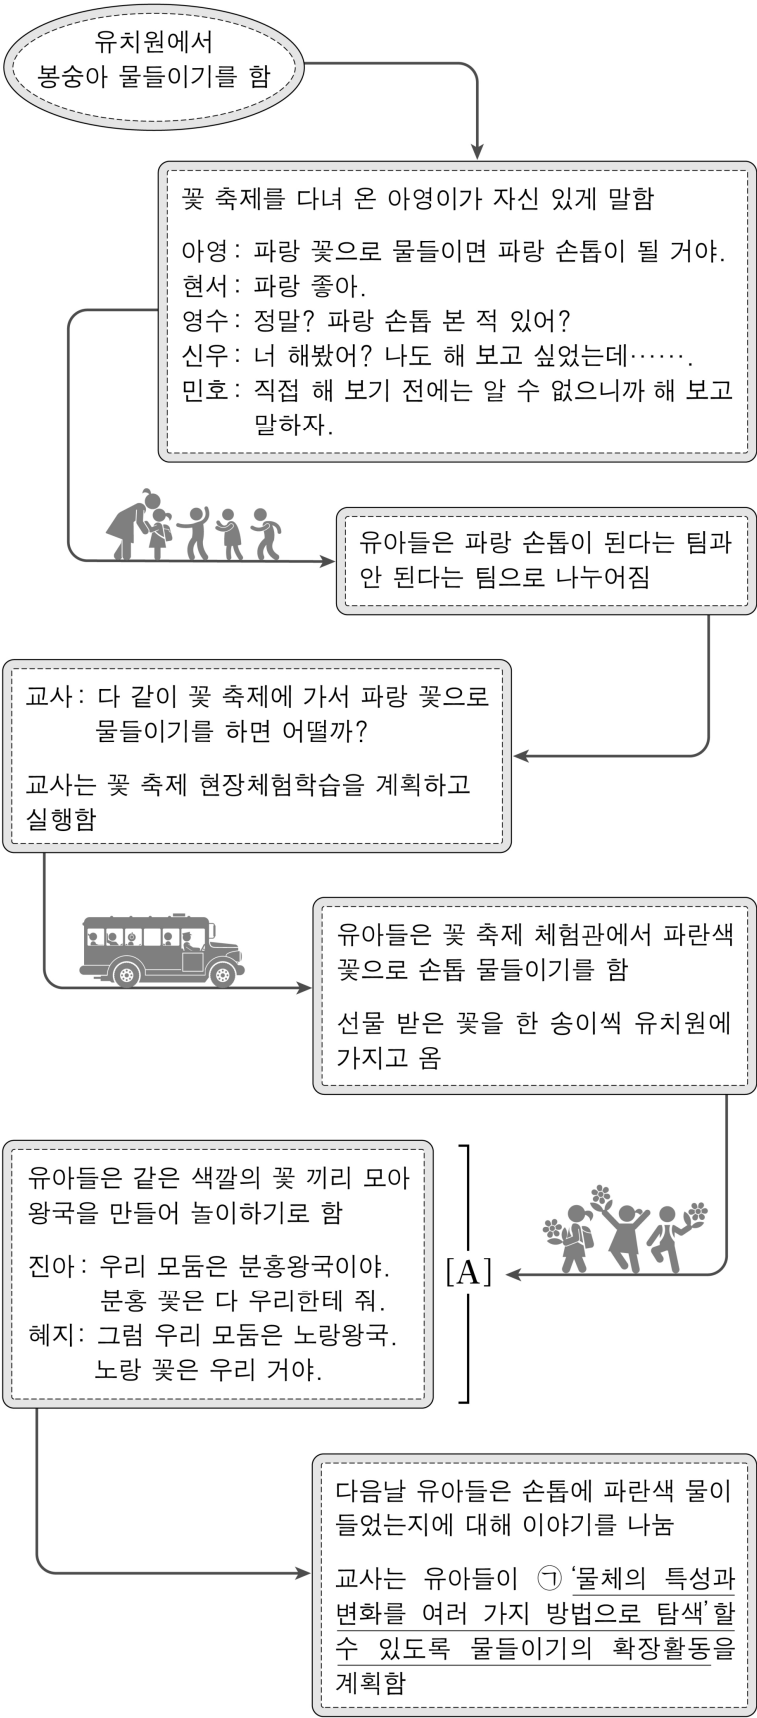 유치원에서
봉숭아 물들이기를 함
꽃 축제를 다녀 온 아영이가 자신 있게 말함
아영: 파랑 꽃으로 물들이면 파랑 손톱이 될 거야.
현서: 파랑 좋아.
영수: 정말? 파랑 손톱 본 적 있어?
신우: 너 해봤어? 나도 해 보고 싶었는데…….
민호: 직접 해 보기 전에는 알 수 없으니까 해 보고
말하자.
유아들은 파랑 손톱이 된다는 팀과
안 된다는 팀으로 나누어짐
교사: 다 같이 꽃 축제에 가서 파랑 꽃으로
물들이기를 하면 어떨까?
교사는 꽃 축제 현장체험학습을 계획하고
실행함
유아들은 꽃 축제 체험관에서 파란색
꽃으로 손톱 물들이기를 함
선물 받은 꽃을 한 송이씩 유치원에
가지고 옴
유아들은 같은 색깔의 꽃 끼리 모아
왕국을 만들어 놀이하기로 함
진아: 우리 모둠은 분홍왕국이야.
분홍 꽃은 다 우리한테 줘.
혜지: 그럼 우리 모둠은 노랑왕국.
노랑 꽃은 우리 거야.
[A]
다음날 유아들은 손톱에 파란색 물이
들었는지에 대해 이야기를 나눔
교사는 유아들이 ㉠ ‘물체의 특성과
변화를 여러 가지 방법으로 탐색’할
수 있도록 물들이기의 확장활동을
계획함